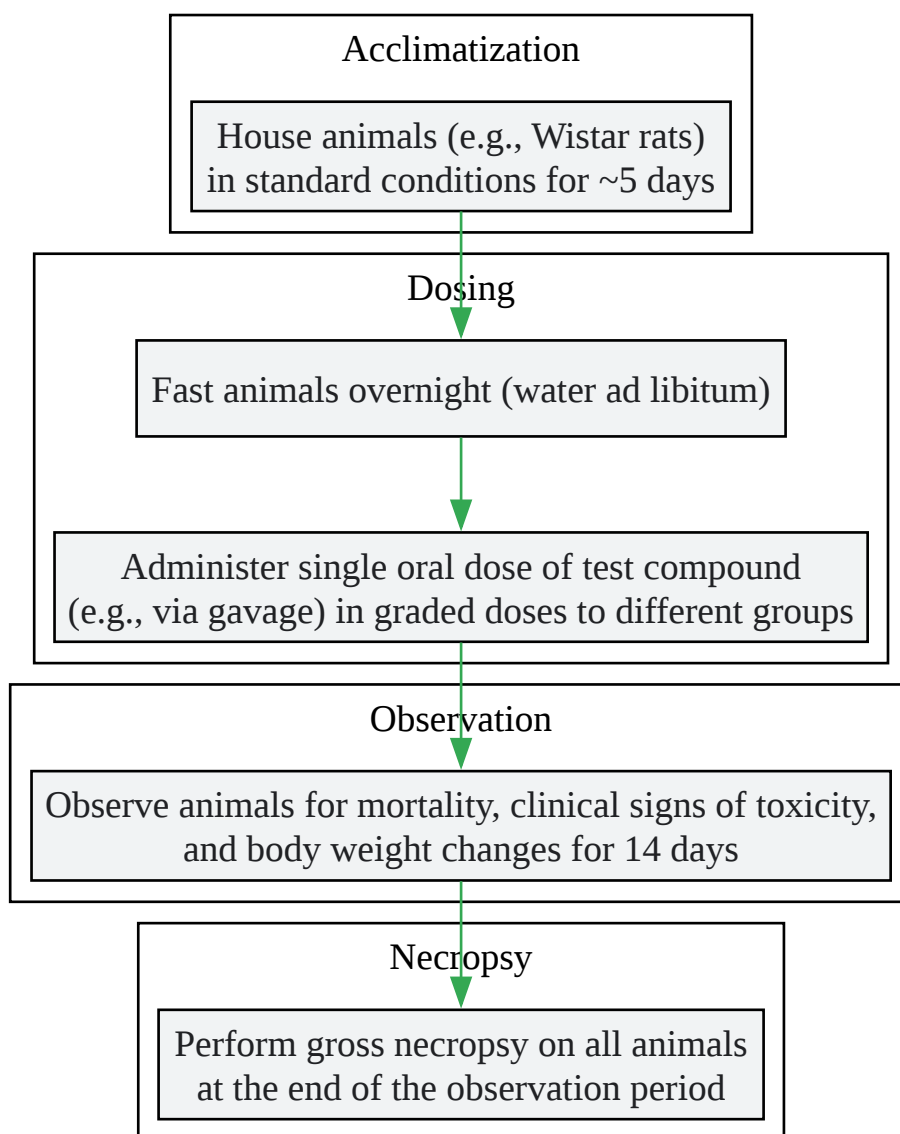 Acclimatization
House animals (e.g., Wistar rats)
in standard conditions for ~5 days
Dosing
Fast animals overnight (water ad libitum)
Administer single oral dose of test compound
(e.g., via gavage) in graded doses to different groups
Observation
Observe animals for mortality, clinical signs of toxicity,
and body weight changes for 14 days
Necropsy
Perform gross necropsy on all animals
at the end of the observation period